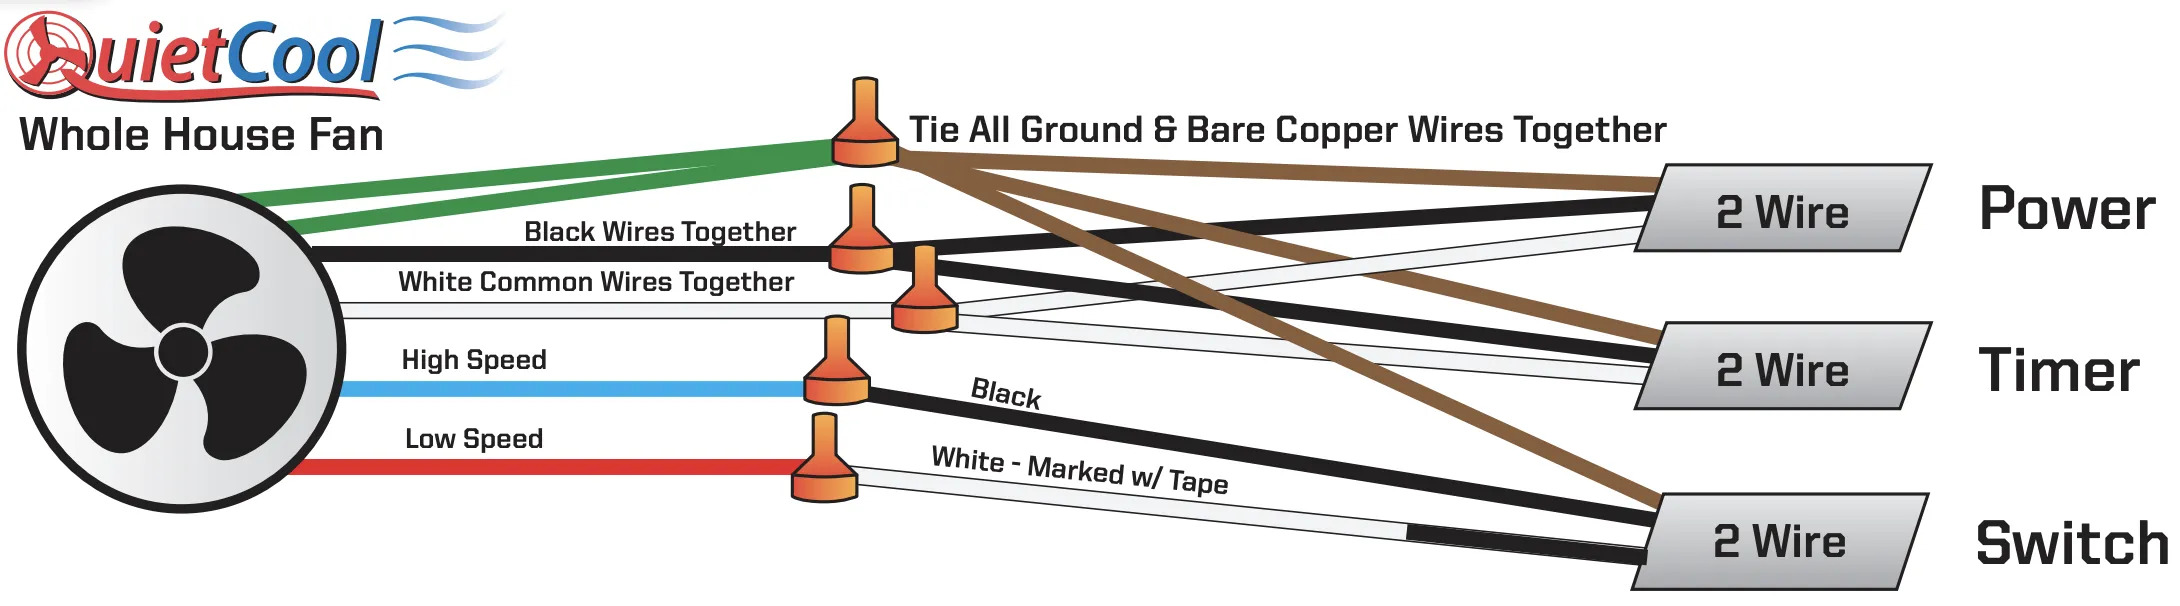 QuietCool
Whole House Fan
Tie All Ground & Bare Copper Wires Together
Black Wires Together
White Common Wires Together
High Speed
Low Speed
Black
White - Marked w/ Tape
2 Wire
Power
2 Wire
Timer
2 Wire
Switch